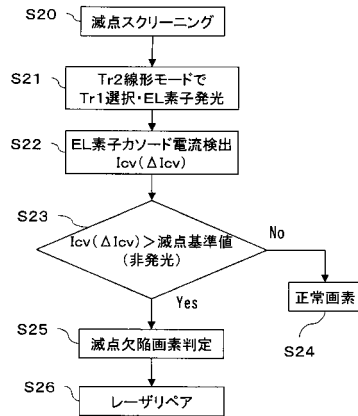 S20
滅点スクリーニング
S21
Tr2線形モードで
Tr1選択・EL素子発光
S22
EL素子カソード電流検出
Icv(ΔIcv)
S23
Icv(ΔIcv)>滅点基準値
(非発光)
No
Yes
正常画素
S24
S25
滅点欠陥画素判定
S26
レーザリペア